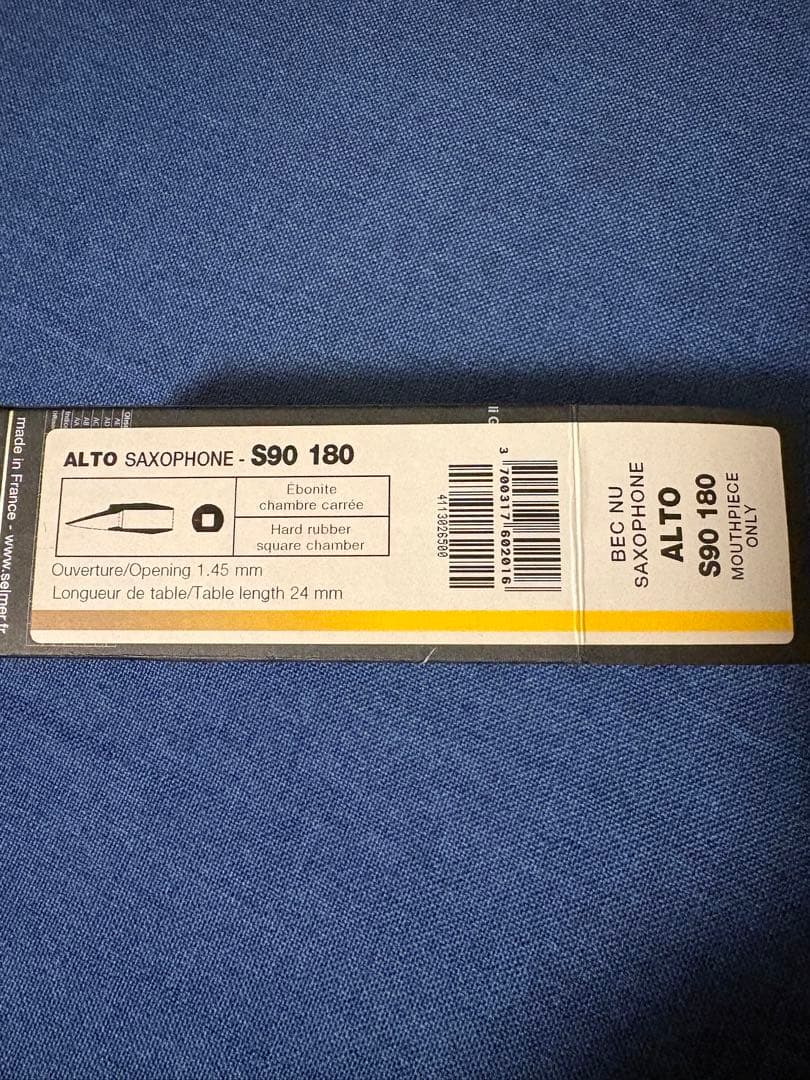 made in France - www.selmer.fr
ALTO SAXOPHONE - S90 180
Ébonite
chambre carrée
Hard rubber
square chamber
Ouverture/Opening 1.45 mm
Longueur de table/Table length 24 mm
4113026500
3 700317 602016
BEC NU
SAXOPHONE
ALTO
S90 180
MOUTHPIECE
ONLY